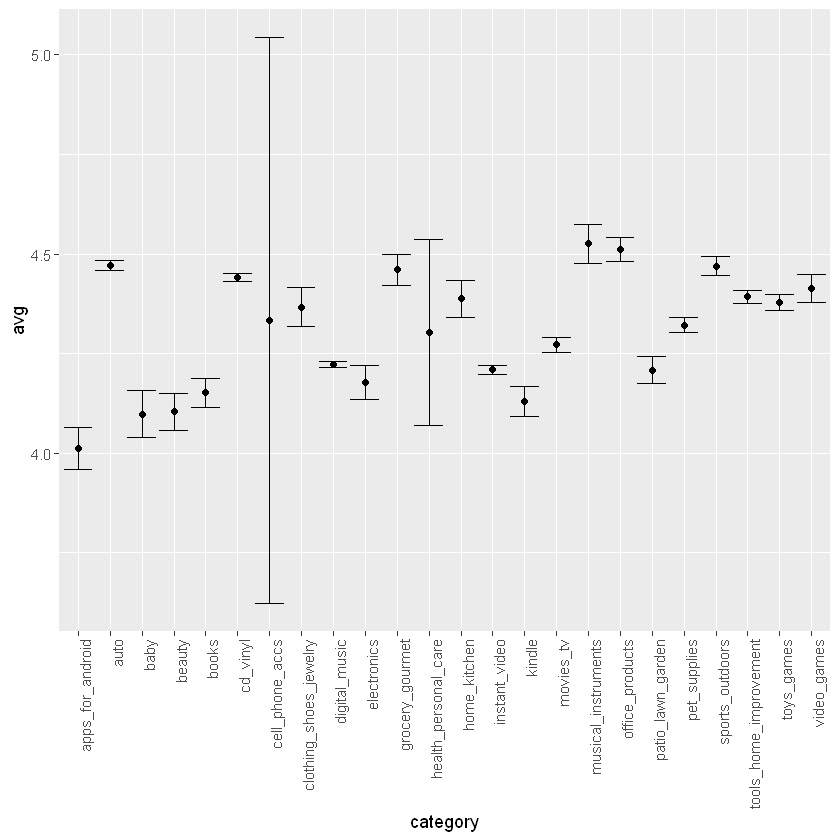 5.0
4.5
4.0
avg
apps_for_android
auto
baby
beauty
books
cd_vinyl
cell_phone_accs
clothing_shoes_jewelry
digital_music
electronics
grocery_gourmet
health_personal_care
home_kitchen
instant_video
kindle
movies_tv
musical_instruments
office_products
patio_lawn_garden
pet_supplies
sports_outdoors
tools_home_improvement
toys_games
video_games
category